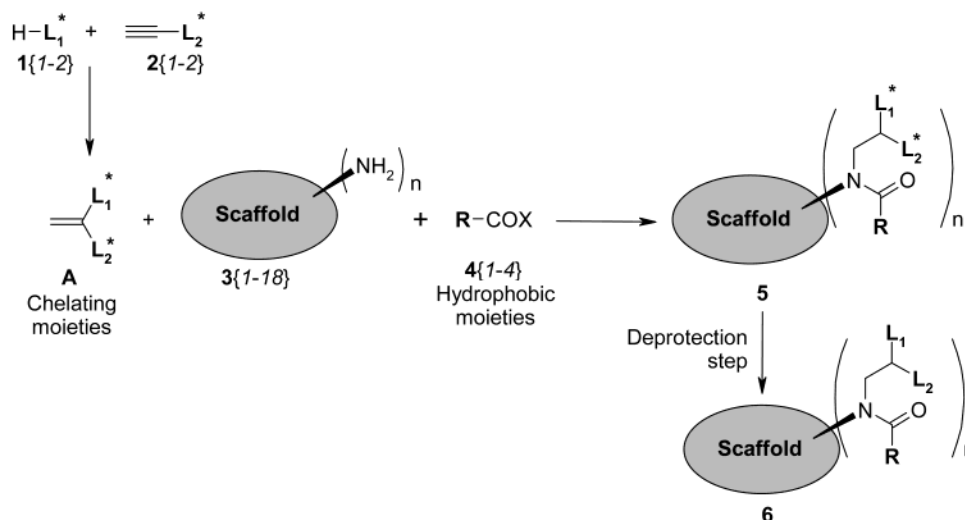 H–L₁* + ≡–L₂*
1{1-2} 2{1-2}
L₁*
L₂*
A
Chelating
moieties
+
Scaffold
(NH₂)n
3{1-18}
+
R–COX
4{1-4}
Hydrophobic
moieties
L₁*
L₂*
N
O
R
n
Scaffold
5
Deprotection
step
L₁
L₂
N
O
R
Scaffold
6